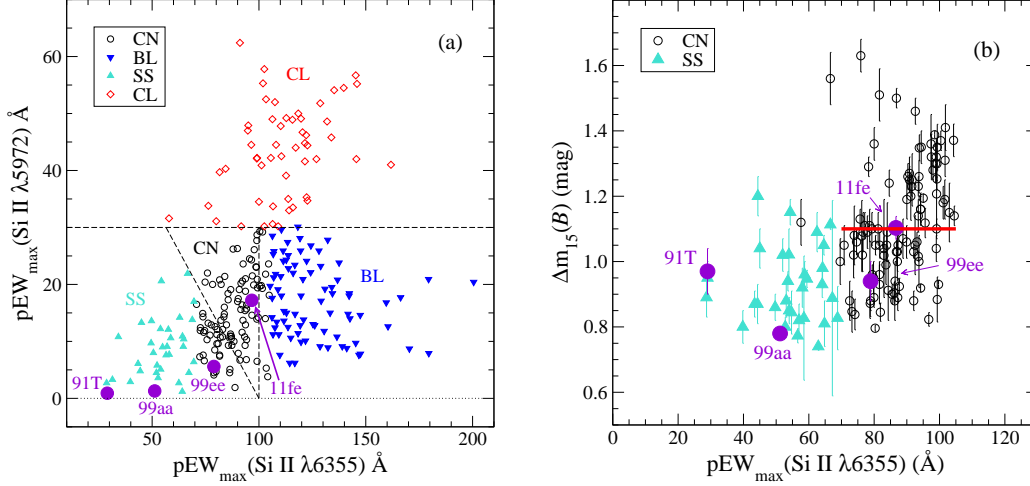 (a)
CN
BL
SS
CL
CL
CN
BL
SS
91T
99aa
99ee
11fe
60
40
20
0
50
100
150
200
pEW_max(Si II λ5972) Å
pEW_max(Si II λ6355) Å
(b)
CN
SS
11fe
91T
99ee
99aa
1.6
1.4
1.2
1.0
0.8
0.6
0
20
40
60
80
100
120
Δm_15(B) (mag)
pEW_max(Si II λ6355) (Å)